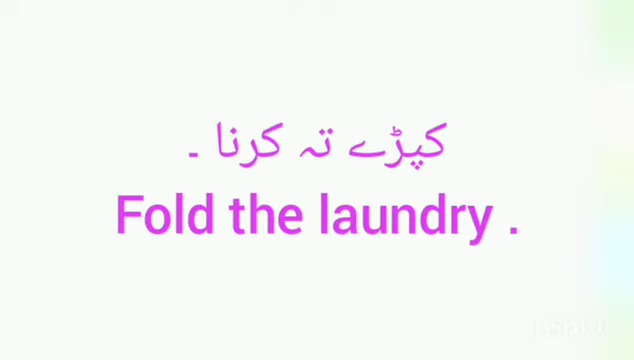 کپڑے تہ کرنا ۔
Fold the laundry .